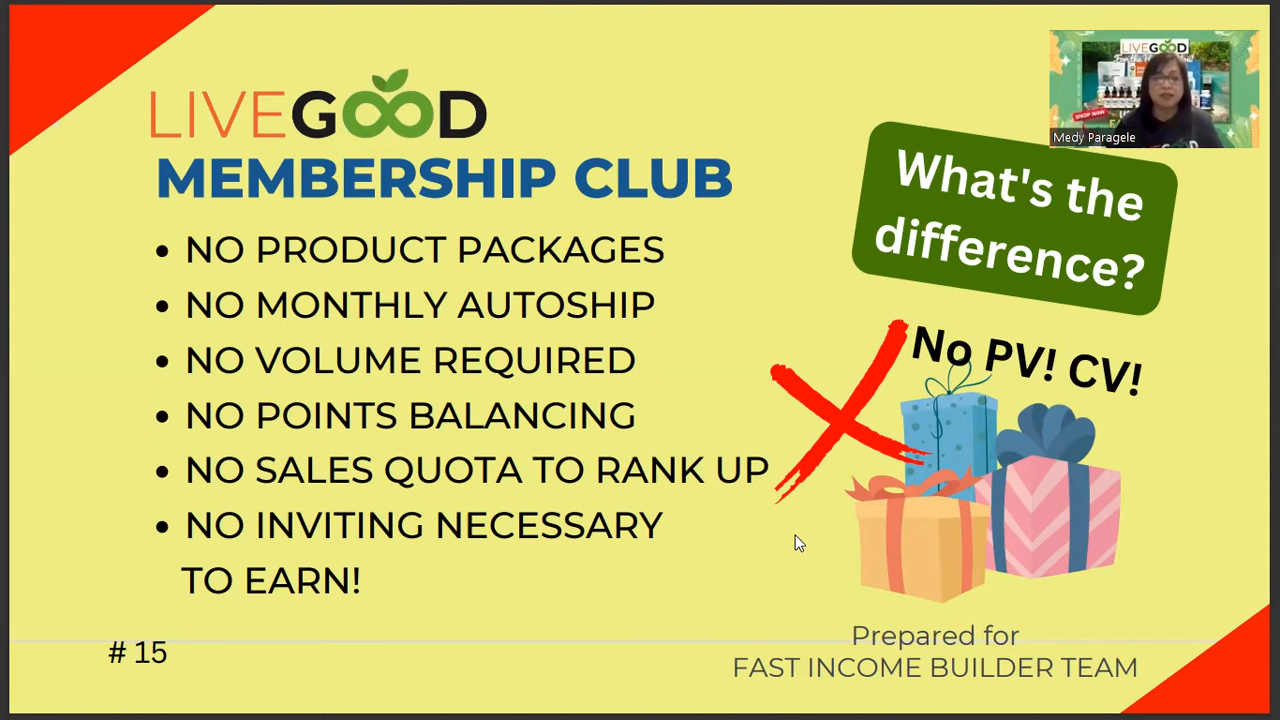 LIVEGOOD
MEMBERSHIP CLUB
• NO PRODUCT PACKAGES
• NO MONTHLY AUTOSHIP
• NO VOLUME REQUIRED
• NO POINTS BALANCING
• NO SALES QUOTA TO RANK UP
• NO INVITING NECESSARY
TO EARN!
# 15
LIVEGOOD
SHOP NOW
Medy Paragele
What's the
difference?
No PV! CV!
Prepared for
FAST INCOME BUILDER TEAM